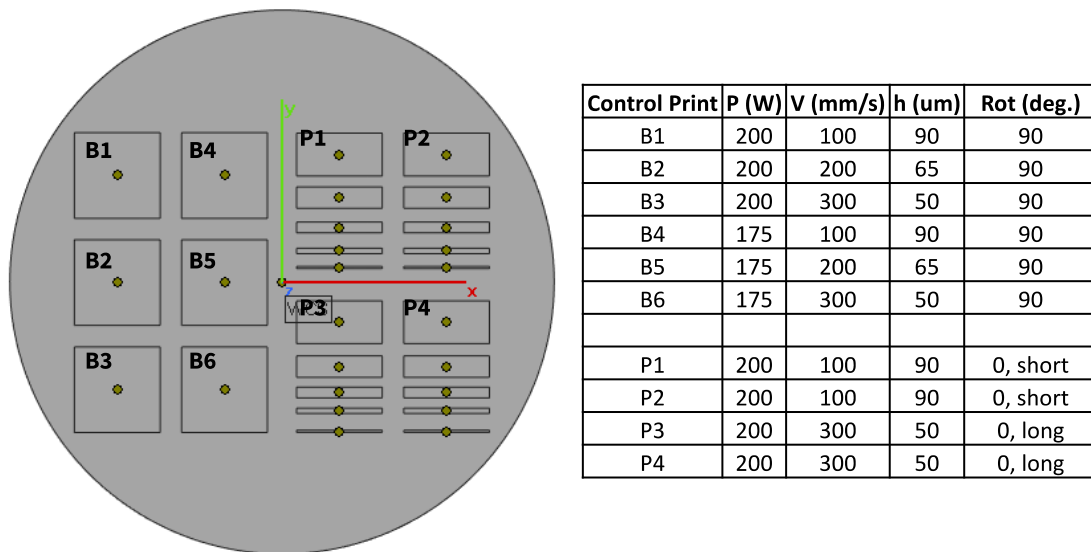 B1 B4 P1 P2
B2 B5
B3 B6 P3 P4
y
x
z
WCS
Control Print P (W) V (mm/s) h (um) Rot (deg.)
B1 200 100 90 90
B2 200 200 65 90
B3 200 300 50 90
B4 175 100 90 90
B5 175 200 65 90
B6 175 300 50 90
P1 200 100 90 0, short
P2 200 100 90 0, short
P3 200 300 50 0, long
P4 200 300 50 0, long